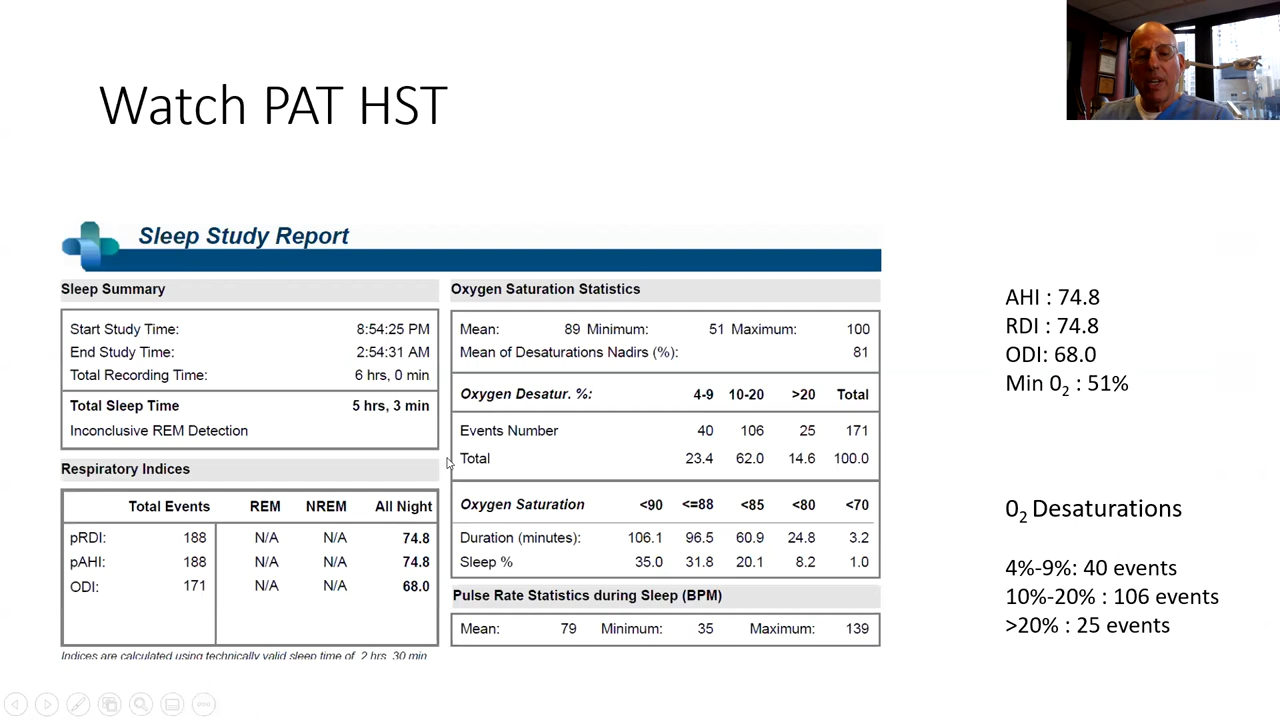 Watch PAT HST
Sleep Study Report
Sleep Summary
Start Study Time: 8:54:25 PM
End Study Time: 2:54:31 AM
Total Recording Time: 6 hrs, 0 min
Total Sleep Time 5 hrs, 3 min
Inconclusive REM Detection
Respiratory Indices
Total Events REM NREM All Night
pRDI: 188 N/A N/A 74.8
pAHI: 188 N/A N/A 74.8
ODI: 171 N/A N/A 68.0
Indices are calculated using technically valid sleep time of 2 hrs, 30 min
Oxygen Saturation Statistics
Mean: 89 Minimum: 51 Maximum: 100
Mean of Desaturations Nadirs (%): 81
Oxygen Desatur. %: 4-9 10-20 >20 Total
Events Number 40 106 25 171
Total 23.4 62.0 14.6 100.0
Oxygen Saturation <90 <=88 <85 <80 <70
Duration (minutes): 106.1 96.5 60.9 24.8 3.2
Sleep % 35.0 31.8 20.1 8.2 1.0
Pulse Rate Statistics during Sleep (BPM)
Mean: 79 Minimum: 35 Maximum: 139
AHI : 74.8
RDI : 74.8
ODI: 68.0
Min 0₂ : 51%
0₂ Desaturations
4%-9%: 40 events
10%-20% : 106 events
>20% : 25 events